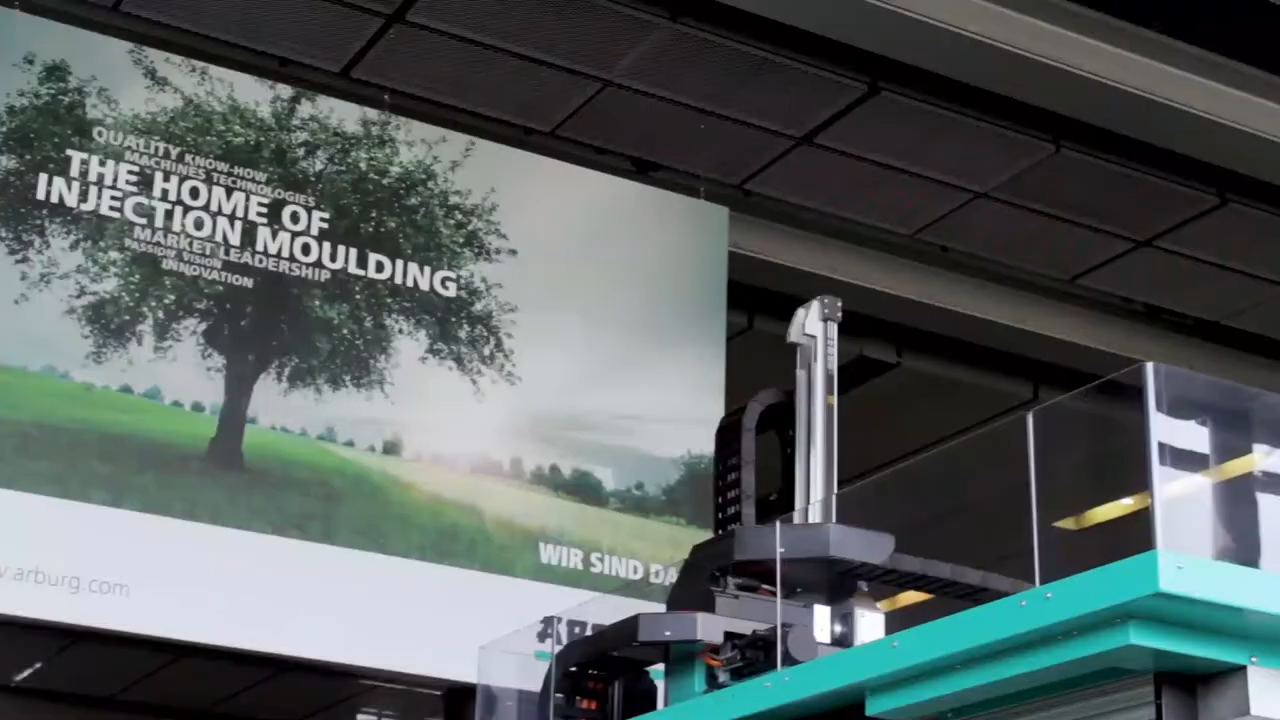 QUALITY KNOW-HOW
MACHINES TECHNOLOGIES
THE HOME OF
INJECTION MOULDING
MARKET LEADERSHIP
PASSION VISION
INNOVATION
WIR SIND DA
.arburg.com